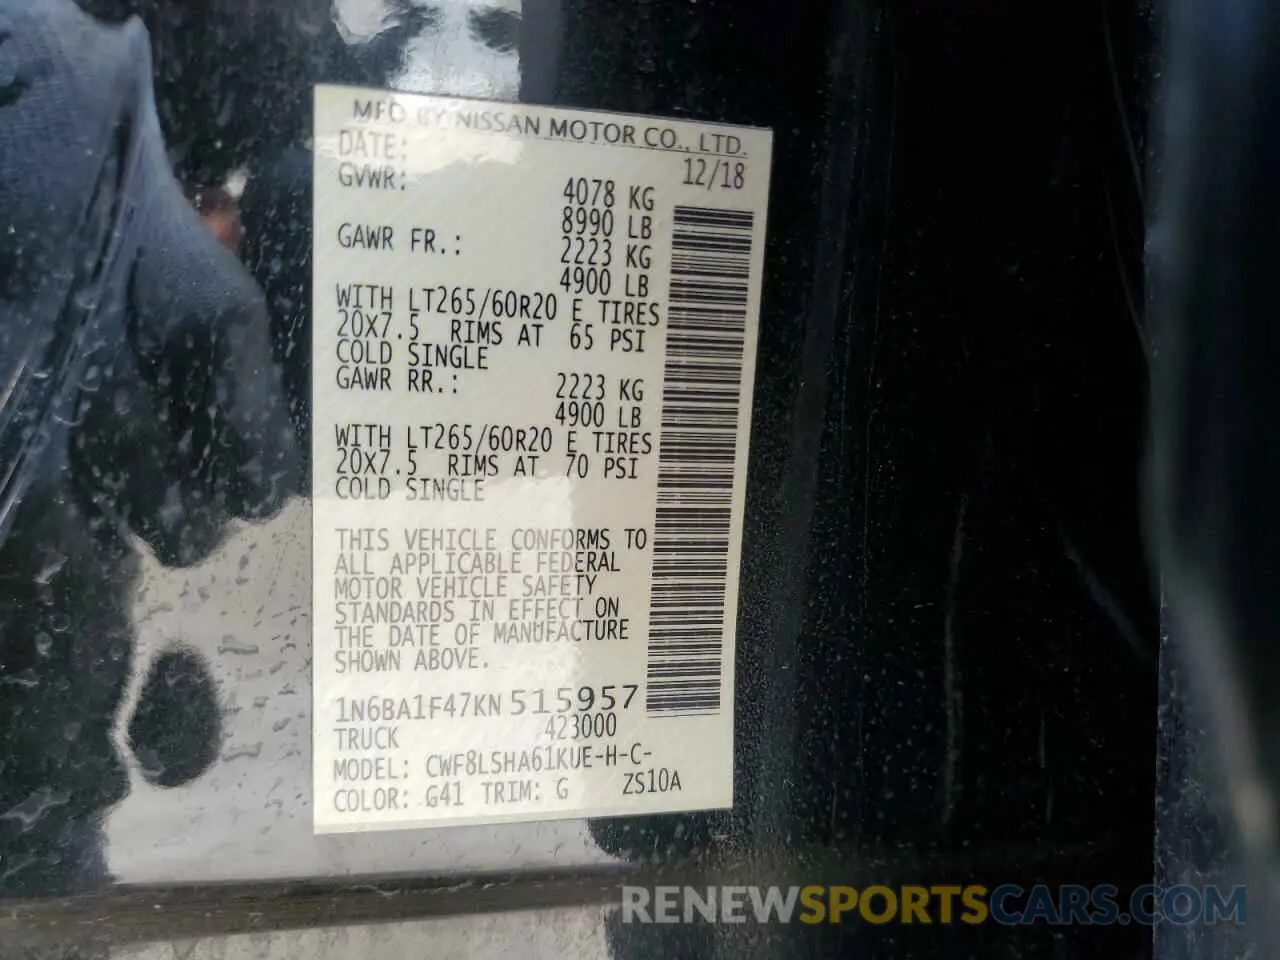 MFD BY NISSAN MOTOR CO., LTD.
DATE: 12/18
GVWR: 4078 KG
8990 LB
GAWR FR.: 2223 KG
4900 LB
WITH LT265/60R20 E TIRES
20X7.5 RIMS AT 65 PSI
COLD SINGLE
GAWR RR.: 2223 KG
4900 LB
WITH LT265/60R20 E TIRES
20X7.5 RIMS AT 70 PSI
COLD SINGLE
THIS VEHICLE CONFORMS TO
ALL APPLICABLE FEDERAL
MOTOR VEHICLE SAFETY
STANDARDS IN EFFECT ON
THE DATE OF MANUFACTURE
SHOWN ABOVE.
1N6BA1F47KN515957
TRUCK 423000
MODEL: CWF8LSHA61KUE-H-C-
COLOR: G41 TRIM: G ZS10A
RENEWSPORTSCARS.COM